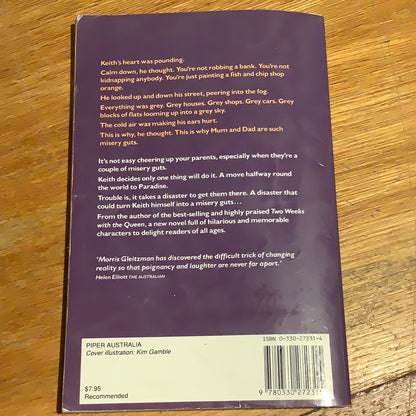 Keith's heart was pounding.
Calm down, he thought. You're not robbing a bank. You're not
kidnapping anybody. You're just painting a fish and chip shop
orange.
He looked up and down his street, peering into the fog.
Everything was grey. Grey houses. Grey shops. Grey cars. Grey
blocks of flats looming up into a grey sky.
The cold air was making his ears hurt.
This is why, he thought. This is why Mum and Dad are such
misery guts.
It's not easy cheering up your parents, especially when they're a
couple of misery guts.
Keith decides only one thing will do it. A move halfway round
the world to Paradise.
Trouble is, it takes a disaster to get them there. A disaster that
could turn Keith himself into a misery guts…
From the author of the best-selling and highly praised Two Weeks
with the Queen, a new novel full of hilarious and memorable
characters to delight readers of all ages.
'Morris Gleitzman has discovered the difficult trick of changing
reality so that poignancy and laughter are never far apart.'
Helen Elliott THE AUSTRALIAN
ISBN 0-330-27231-4
PIPER AUSTRALIA
Cover illustration: Kim Gamble
$7.95
Recommended
9 780330 27231